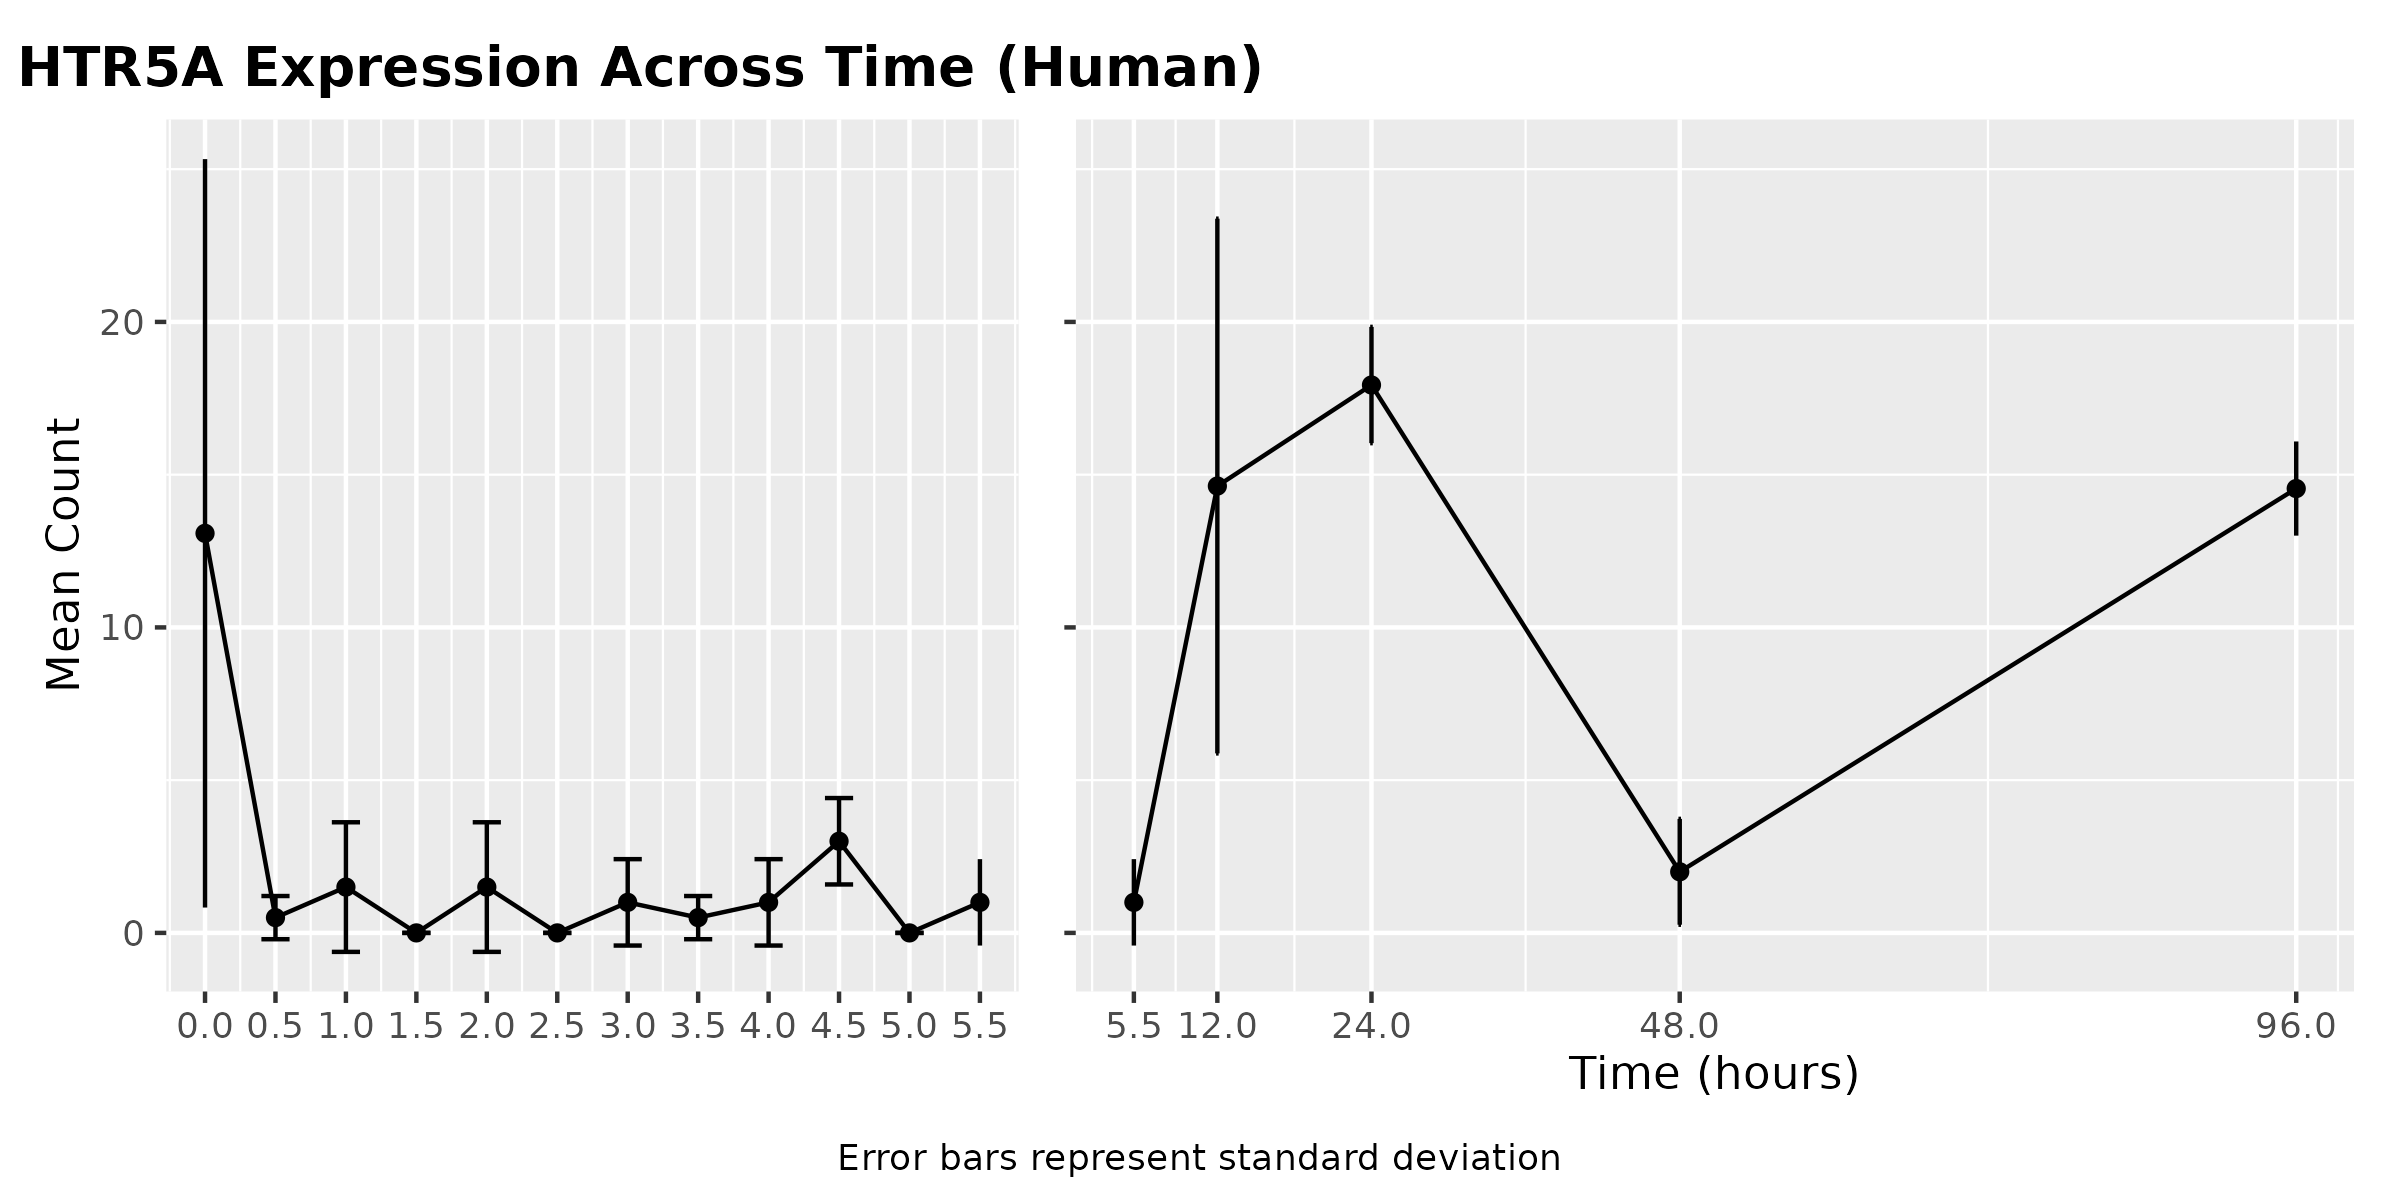 HTR5A Expression Across Time (Human)
Mean Count
20
10
0
0.0 0.5 1.0 1.5 2.0 2.5 3.0 3.5 4.0 4.5 5.0 5.5
5.5 12.0 24.0 48.0 96.0
Time (hours)
Error bars represent standard deviation